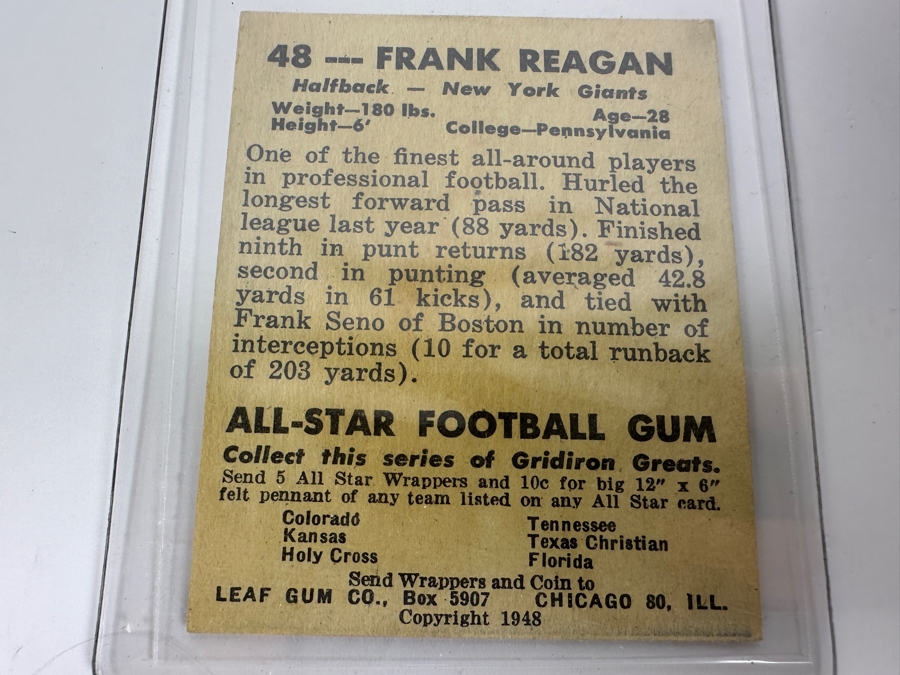 48 --- FRANK REAGAN
Halfback — New York Giants
Weight—180 lbs. Age—28
Height—6' College—Pennsylvania
One of the finest all-around players
in professional football. Hurled the
longest forward pass in National
league last year (88 yards). Finished
ninth in punt returns (182 yards),
second in punting (averaged 42.8
yards in 61 kicks), and tied with
Frank Seno of Boston in number of
interceptions (10 for a total runback
of 203 yards).
ALL-STAR FOOTBALL GUM
Collect this series of Gridiron Greats.
Send 5 All Star Wrappers and 10c for big 12" x 6"
felt pennant of any team listed on any All Star card.
Colorado Tennessee
Kansas Texas Christian
Holy Cross Florida
Send Wrappers and Coin to
LEAF GUM CO., Box 5907 CHICAGO 80, ILL.
Copyright 1948